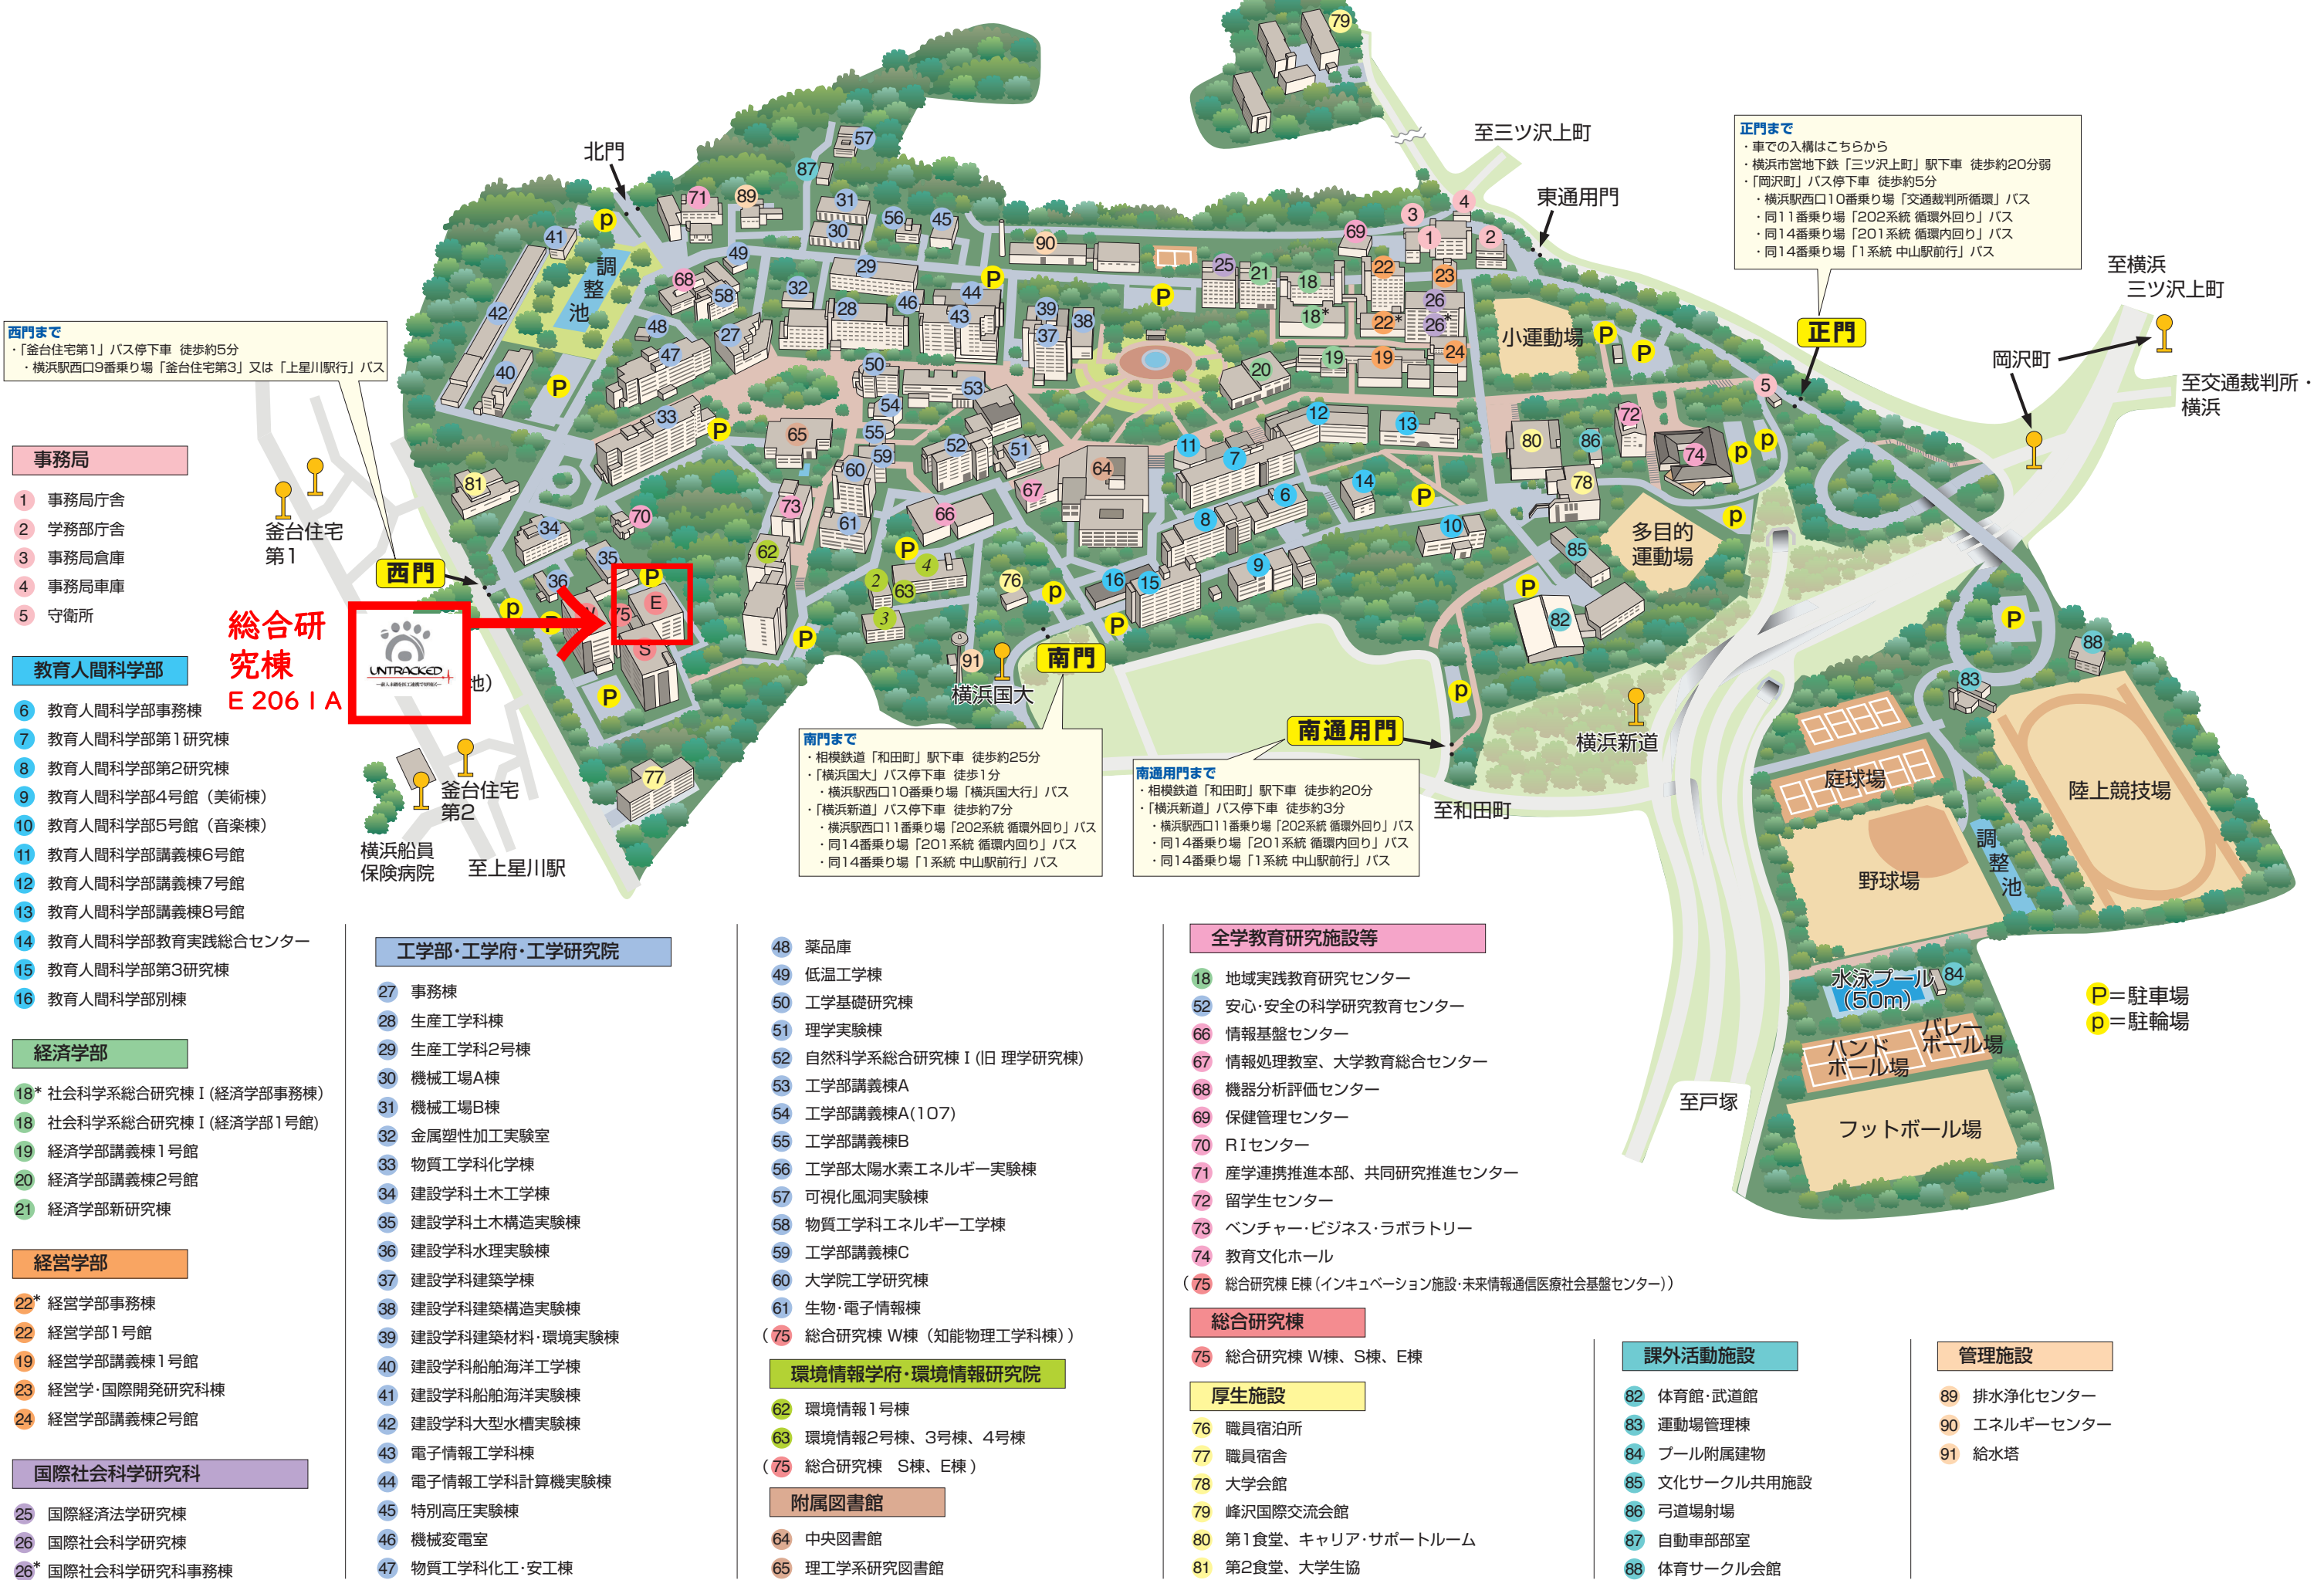 79
至三ツ沢上町
北門
東通用門
正門まで
・車での入構はこちらから
・横浜市営地下鉄「三ツ沢上町」駅下車 徒歩約20分弱
・「岡沢町」バス停下車 徒歩約5分
・横浜駅西口10番乗り場「交通裁判所循環」バス
・同11番乗り場「202系統 循環外回り」バス
・同14番乗り場「201系統 循環内回り」バス
・同14番乗り場「1系統 中山駅前行」バス
至横浜
三ツ沢上町
正門
岡沢町
至交通裁判所・
横浜
西門まで
・「釜台住宅第1」バス停下車 徒歩約5分
・横浜駅西口9番乗り場「釜台住宅第3」又は「上星川駅行」バス
調整池
小運動場
多目的
運動場
釜台住宅
第1
西門
総合研
究棟
E 206 1A
UNTRACKED
地)
釜台住宅
第2
横浜船員
保険病院
至上星川駅
横浜国大
南門
南門まで
・相模鉄道「和田町」駅下車 徒歩約25分
・「横浜国大」バス停下車 徒歩1分
・横浜駅西口10番乗り場「横浜国大行」バス
・「横浜新道」バス停下車 徒歩約7分
・横浜駅西口11番乗り場「202系統 循環外回り」バス
・同14番乗り場「201系統 循環内回り」バス
・同14番乗り場「1系統 中山駅前行」バス
南通用門
南通用門まで
・相模鉄道「和田町」駅下車 徒歩約20分
・「横浜新道」バス停下車 徒歩約3分
・横浜駅西口11番乗り場「202系統 循環外回り」バス
・同14番乗り場「201系統 循環内回り」バス
・同14番乗り場「1系統 中山駅前行」バス
至和田町
横浜新道
庭球場
陸上競技場
野球場
調整池
水泳プール
(50m)
バレー
ボール場
ハンド
ボール場
フットボール場
至戸塚
P=駐車場
p=駐輪場
事務局
1 事務局庁舎
2 学務部庁舎
3 事務局倉庫
4 事務局車庫
5 守衛所
教育人間科学部
6 教育人間科学部事務棟
7 教育人間科学部第1研究棟
8 教育人間科学部第2研究棟
9 教育人間科学部4号館（美術棟）
10 教育人間科学部5号館（音楽棟）
11 教育人間科学部講義棟6号館
12 教育人間科学部講義棟7号館
13 教育人間科学部講義棟8号館
14 教育人間科学部教育実践総合センター
15 教育人間科学部第3研究棟
16 教育人間科学部別棟
経済学部
18* 社会科学系総合研究棟Ⅰ(経済学部事務棟)
18 社会科学系総合研究棟Ⅰ(経済学部1号館)
19 経済学部講義棟1号館
20 経済学部講義棟2号館
21 経済学部新研究棟
経営学部
22* 経営学部事務棟
22 経営学部1号館
19 経営学部講義棟1号館
23 経営学・国際開発研究科棟
24 経営学部講義棟2号館
国際社会科学研究科
25 国際経済法学研究棟
26 国際社会科学研究棟
26* 国際社会科学研究科事務棟
工学部・工学府・工学研究院
27 事務棟
28 生産工学科棟
29 生産工学科2号棟
30 機械工場A棟
31 機械工場B棟
32 金属塑性加工実験室
33 物質工学科化学棟
34 建設学科土木工学棟
35 建設学科土木構造実験棟
36 建設学科水理実験棟
37 建設学科建築学棟
38 建設学科建築構造実験棟
39 建設学科建築材料・環境実験棟
40 建設学科船舶海洋工学棟
41 建設学科船舶海洋実験棟
42 建設学科大型水槽実験棟
43 電子情報工学科棟
44 電子情報工学科計算機実験棟
45 特別高圧実験棟
46 機械変電室
47 物質工学科化工・安工棟
48 薬品庫
49 低温工学棟
50 工学基礎研究棟
51 理学実験棟
52 自然科学系総合研究棟Ⅰ(旧 理学研究棟)
53 工学部講義棟A
54 工学部講義棟A(107)
55 工学部講義棟B
56 工学部太陽水素エネルギー実験棟
57 可視化風洞実験棟
58 物質工学科エネルギー工学棟
59 工学部講義棟C
60 大学院工学研究棟
61 生物・電子情報棟
(75 総合研究棟 W棟（知能物理工学科棟）)
環境情報学府・環境情報研究院
62 環境情報1号棟
63 環境情報2号棟、3号棟、4号棟
(75 総合研究棟 S棟、E棟)
附属図書館
64 中央図書館
65 理工学系研究図書館
全学教育研究施設等
18 地域実践教育研究センター
52 安心・安全の科学研究教育センター
66 情報基盤センター
67 情報処理教室、大学教育総合センター
68 機器分析評価センター
69 保健管理センター
70 RIセンター
71 産学連携推進本部、共同研究推進センター
72 留学生センター
73 ベンチャー・ビジネス・ラボラトリー
74 教育文化ホール
(75 総合研究棟 E棟(インキュベーション施設・未来情報通信医療社会基盤センター))
総合研究棟
75 総合研究棟 W棟、S棟、E棟
厚生施設
76 職員宿泊所
77 職員宿舎
78 大学会館
79 峰沢国際交流会館
80 第1食堂、キャリア・サポートルーム
81 第2食堂、大学生協
課外活動施設
82 体育館・武道館
83 運動場管理棟
84 プール附属建物
85 文化サークル共用施設
86 弓道場射場
87 自動車部部室
88 体育サークル会館
管理施設
89 排水浄化センター
90 エネルギーセンター
91 給水塔